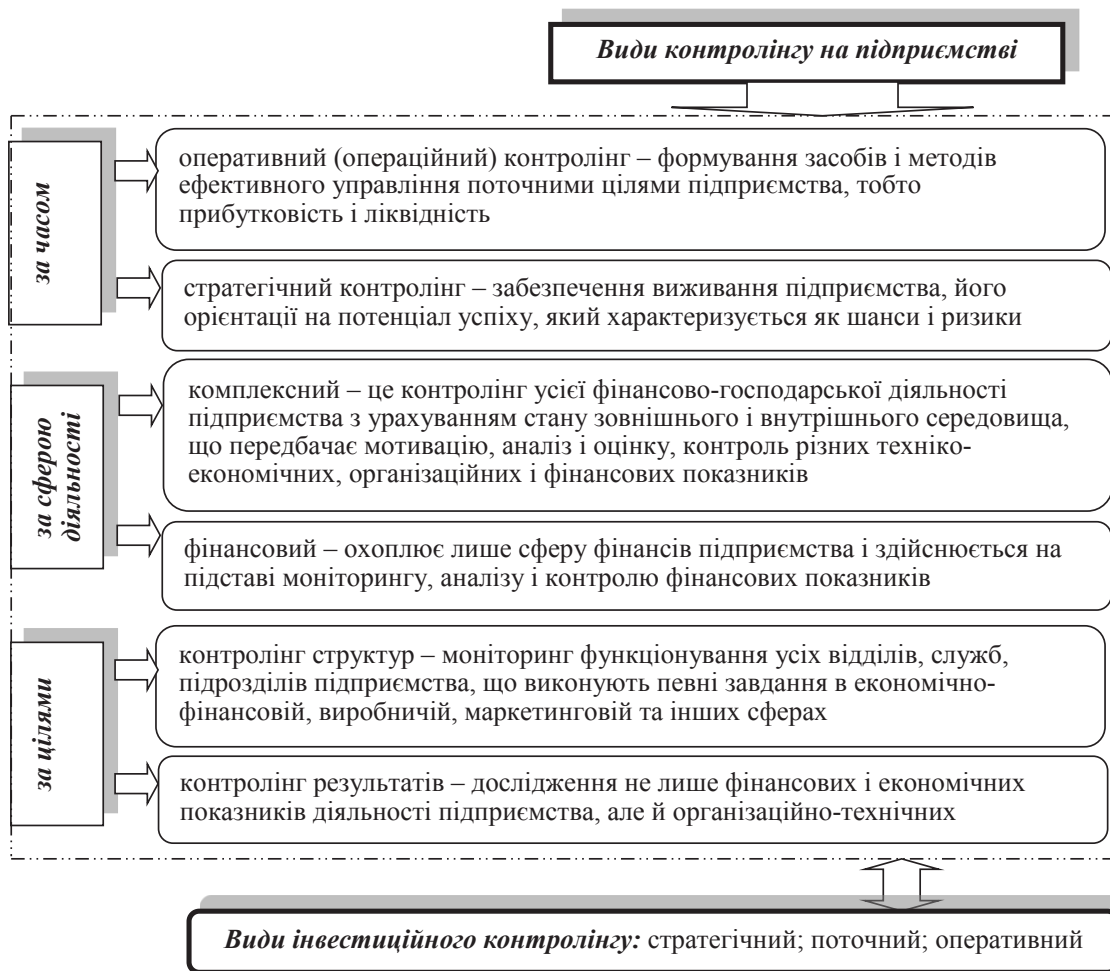 Види контролінгу на підприємстві
за часом
оперативний (операційний) контролінг – формування засобів і методів
ефективного управління поточними цілями підприємства, тобто
прибутковість і ліквідність
стратегічний контролінг – забезпечення виживання підприємства, його
орієнтації на потенціал успіху, який характеризується як шанси і ризики
за сферою
діяльності
комплексний – це контролінг усієї фінансово-господарської діяльності
підприємства з урахуванням стану зовнішнього і внутрішнього середовища,
що передбачає мотивацію, аналіз і оцінку, контроль різних техніко-
економічних, організаційних і фінансових показників
фінансовий – охоплює лише сферу фінансів підприємства і здійснюється на
підставі моніторингу, аналізу і контролю фінансових показників
за цілями
контролінг структур – моніторинг функціонування усіх відділів, служб,
підрозділів підприємства, що виконують певні завдання в економічно-
фінансовій, виробничій, маркетинговій та інших сферах
контролінг результатів – дослідження не лише фінансових і економічних
показників діяльності підприємства, але й організаційно-технічних
Види інвестиційного контролінгу: стратегічний; поточний; оперативний